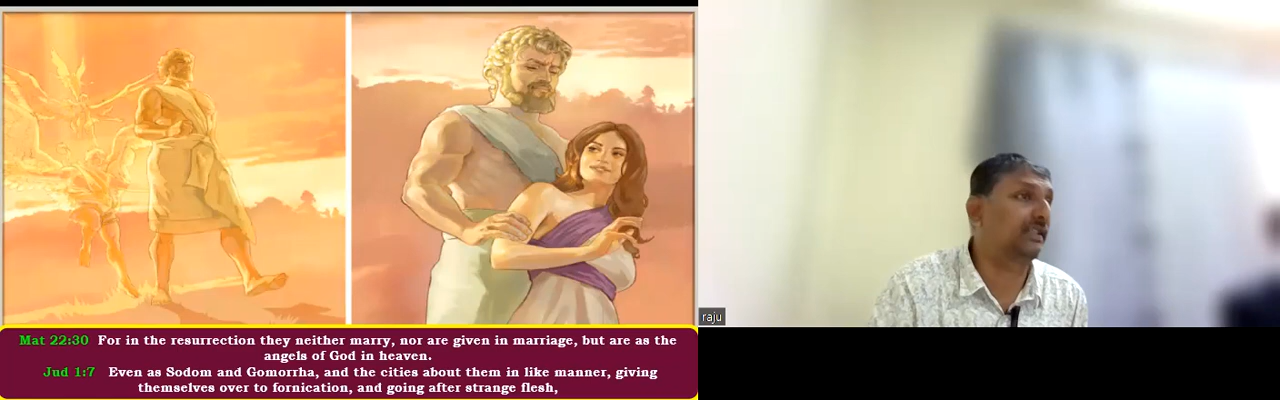 Mat 22:30 For in the resurrection they neither marry, nor are given in marriage, but are as the
angels of God in heaven.
Jud 1:7 Even as Sodom and Gomorrha, and the cities about them in like manner, giving
themselves over to fornication, and going after strange flesh,
raju